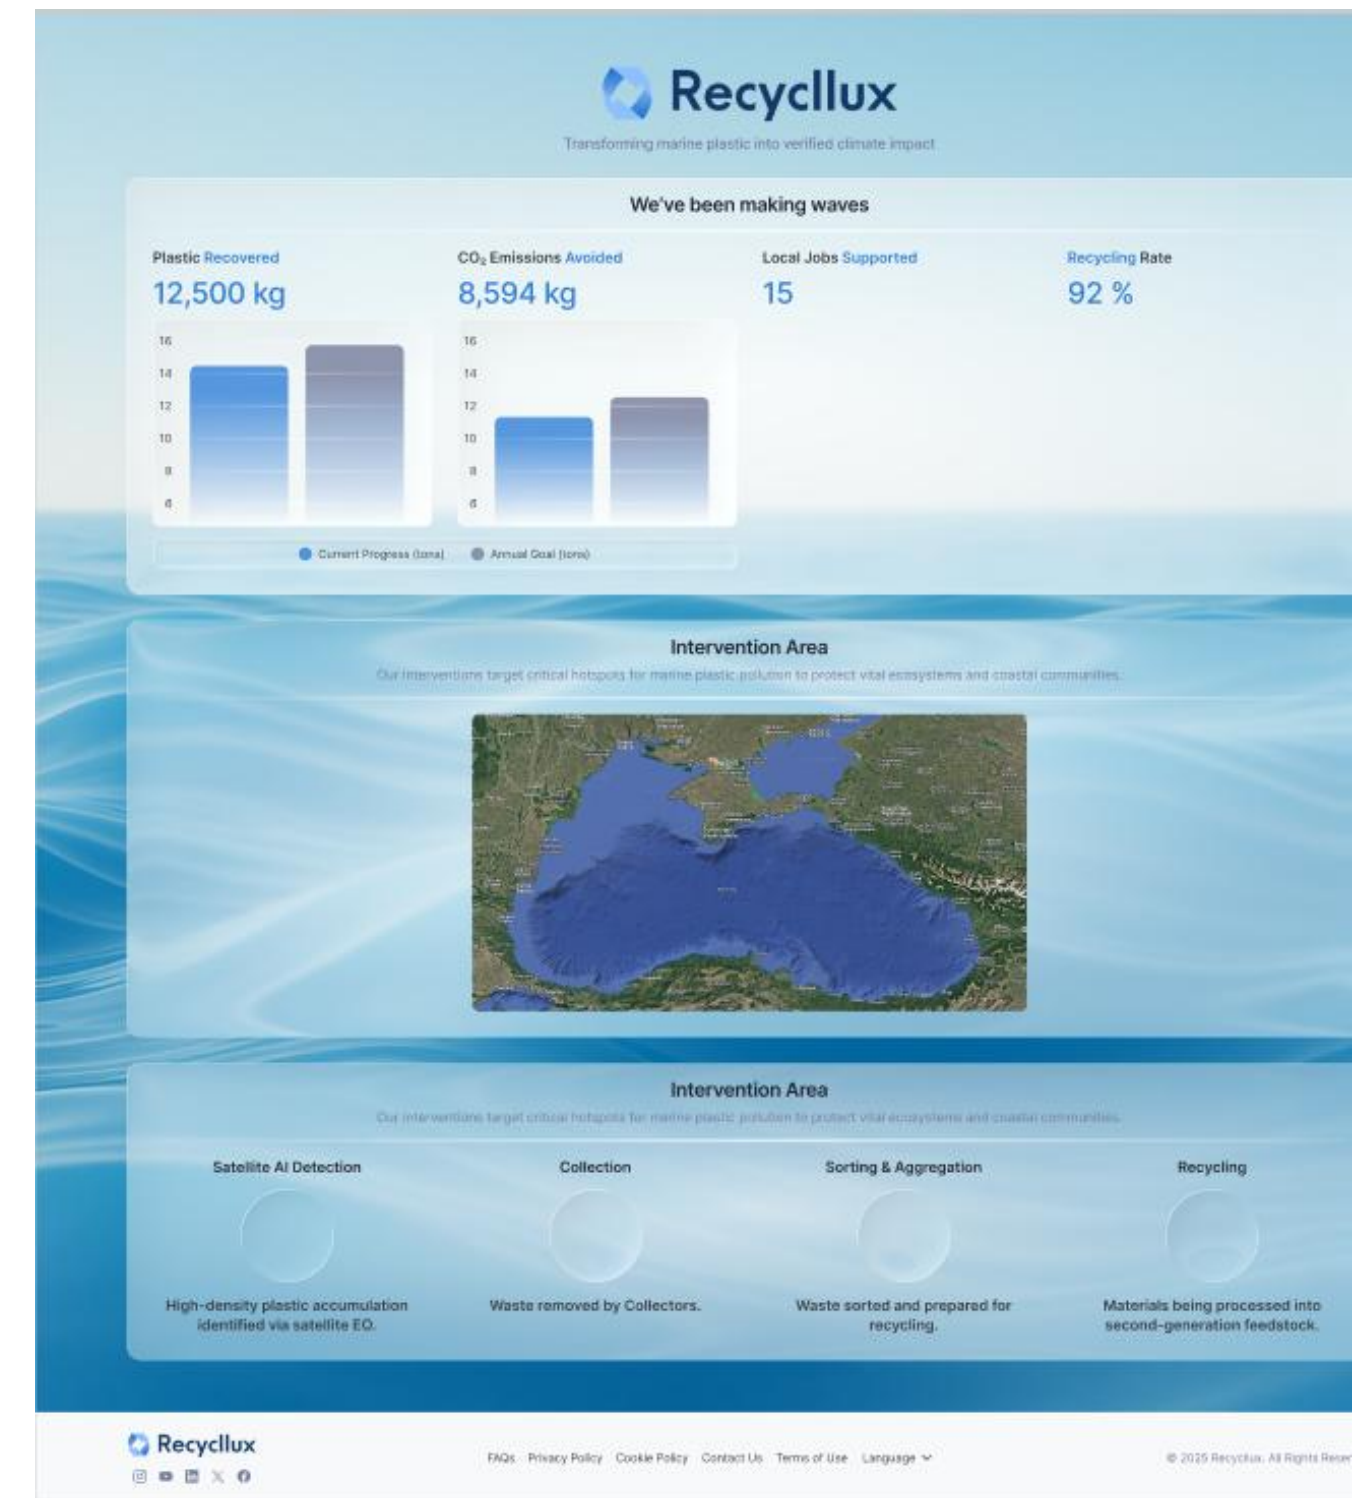 Recycllux
Transforming marine plastic into verified climate impact
We've been making waves
Plastic Recovered
12,500 kg
CO₂ Emissions Avoided
8,594 kg
Local Jobs Supported
15
Recycling Rate
92 %
16
14
12
10
8
6
16
14
12
10
8
6
Current Progress (tons)
Annual Goal (tons)
Intervention Area
Our interventions target critical hotspots for marine plastic pollution to protect vital ecosystems and coastal communities.
Intervention Area
Our interventions target critical hotspots for marine plastic pollution to protect vital ecosystems and coastal communities.
Satellite AI Detection
High-density plastic accumulation
identified via satellite EO.
Collection
Waste removed by Collectors.
Sorting & Aggregation
Waste sorted and prepared for
recycling.
Recycling
Materials being processed into
second-generation feedstock.
Recycllux
FAQs Privacy Policy Cookie Policy Contact Us Terms of Use Language
© 2025 Recycllux. All Rights